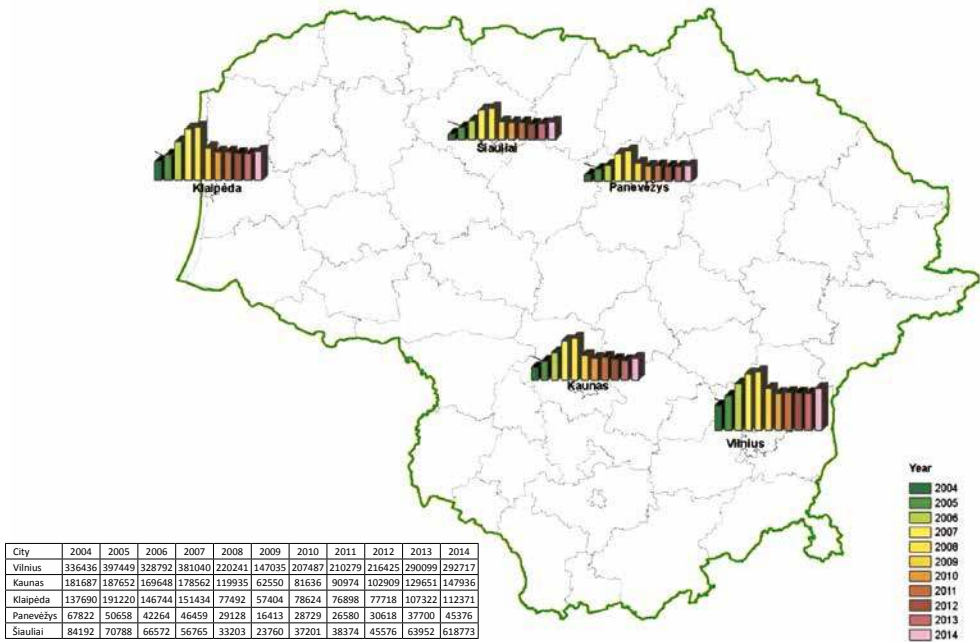 Šiauliai
Klaipėda
Panevėžys
Kaunas
Vilnius
Year
2004
2005
2006
2007
2008
2009
2010
2011
2012
2013
2014
City 2004 2005 2006 2007 2008 2009 2010 2011 2012 2013 2014
Vilnius 336436 397449 328792 381040 220241 147035 207487 210279 216425 290099 292717
Kaunas 181687 187652 169648 178562 119935 62550 81636 90974 102909 129651 147936
Klaipėda 137690 191220 146744 151434 77492 57404 78624 76898 77718 107322 112371
Panevėžys 67822 50658 42264 46459 29128 16413 28729 26580 30618 37700 45376
Šiauliai 84192 70788 66572 56765 33203 23760 37201 38374 45576 63952 618773